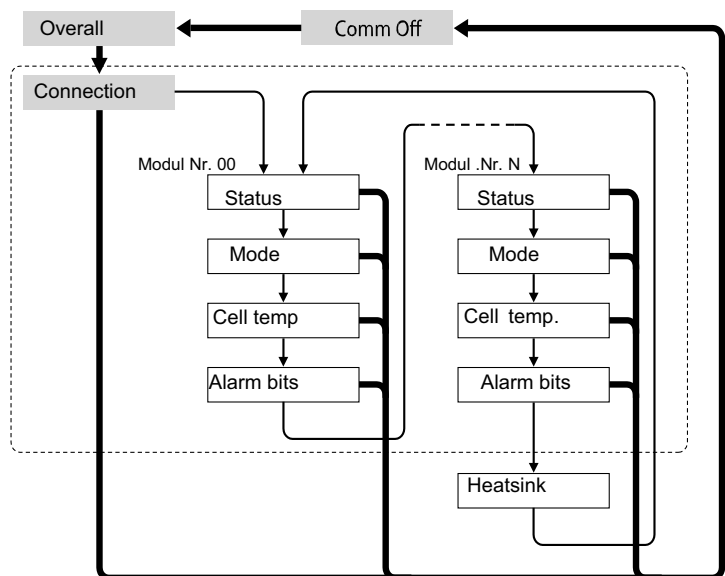 Overall
Comm Off
Connection
Modul Nr. 00
Modul .Nr. N
Status
Status
Mode
Mode
Cell temp
Cell temp.
Alarm bits
Alarm bits
Heatsink